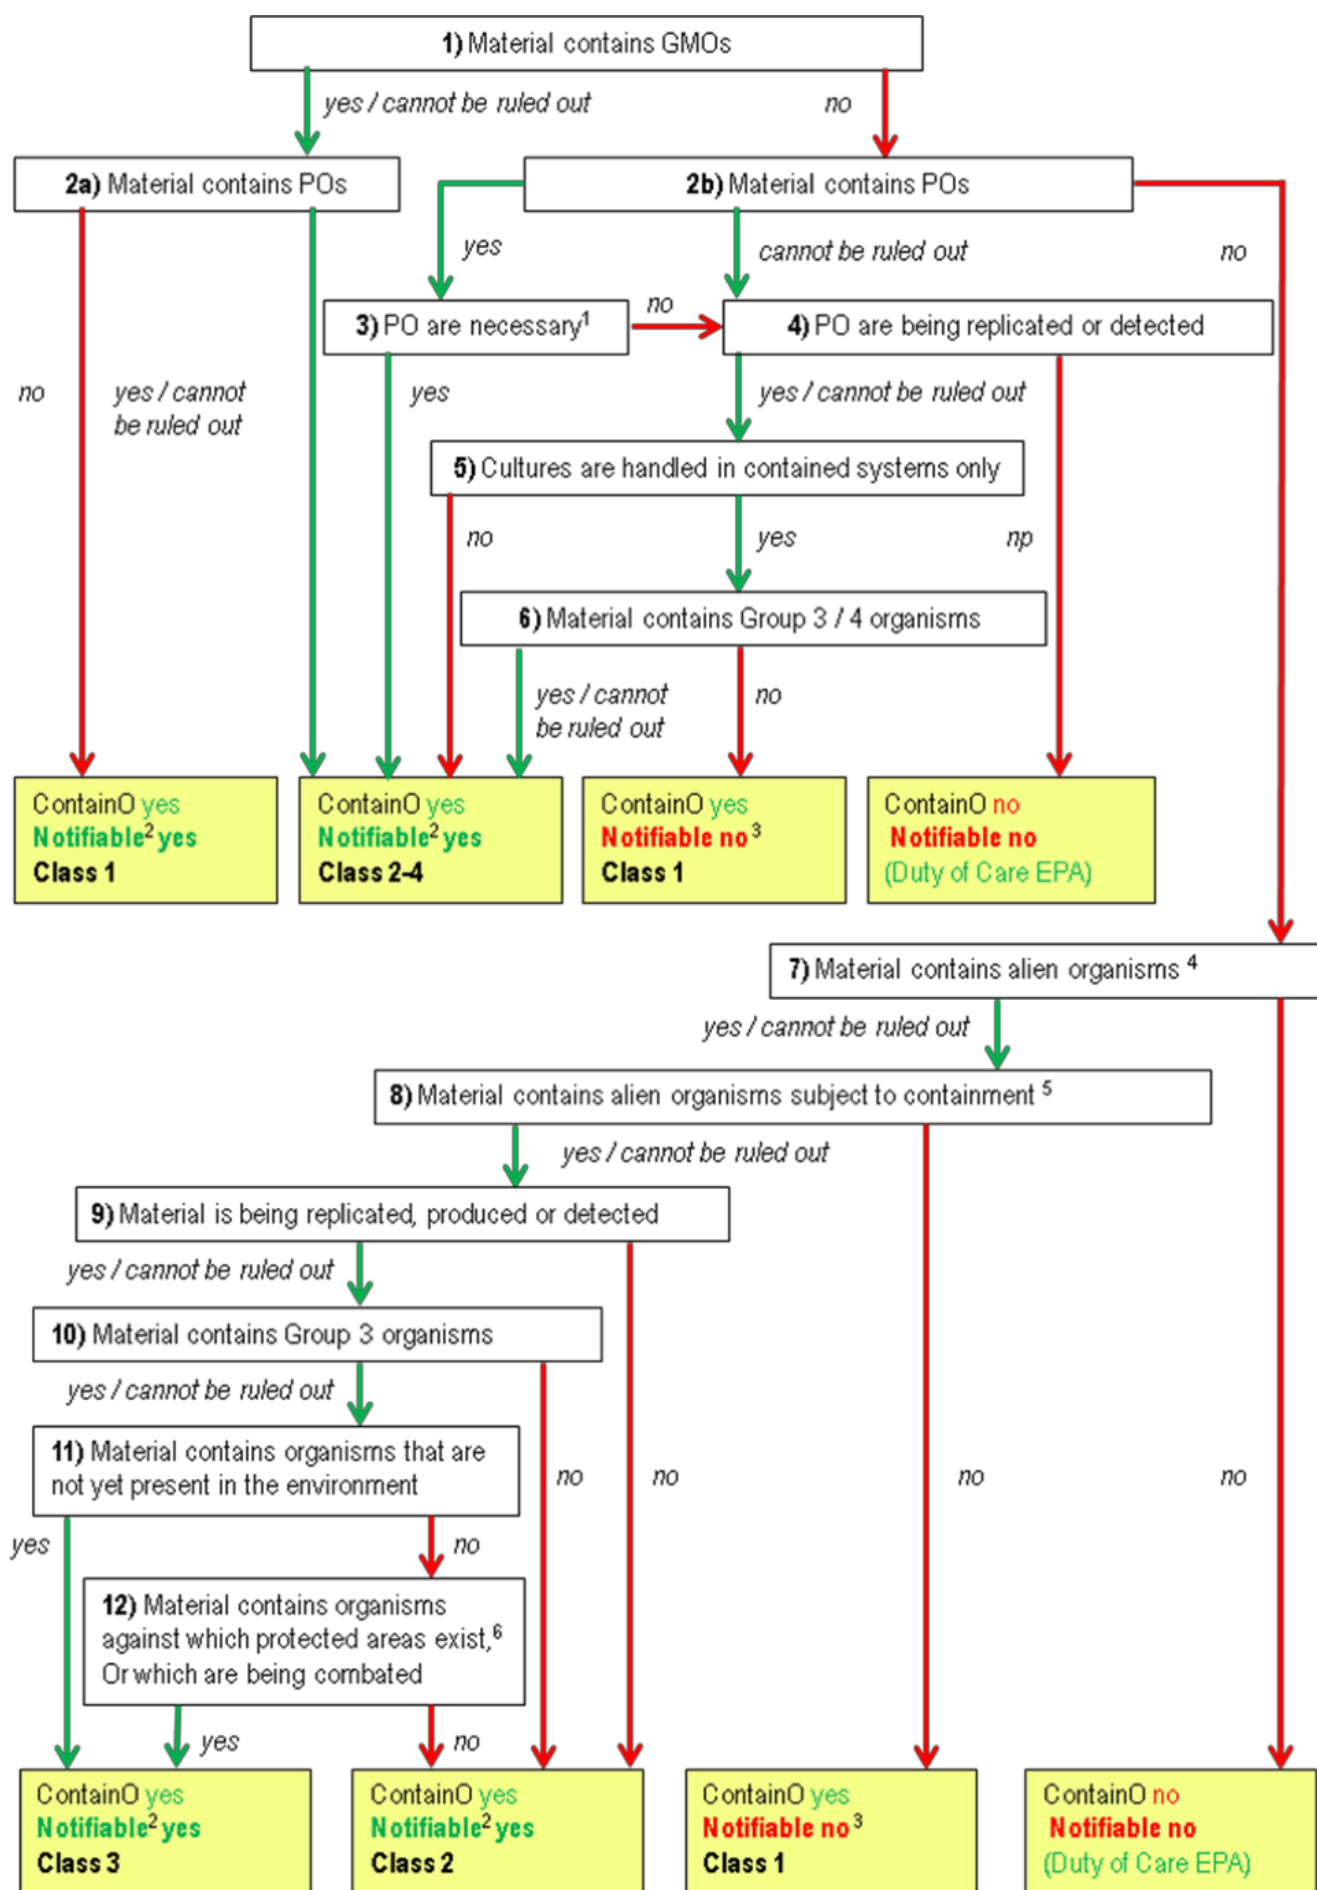 1) Material contains GMOs
yes / cannot be ruled out
no
2a) Material contains POs
2b) Material contains POs
yes
cannot be ruled out
no
3) PO are necessary1
no
4) PO are being replicated or detected
no
yes / cannot
be ruled out
yes
yes / cannot be ruled out
5) Cultures are handled in contained systems only
no
yes
np
6) Material contains Group 3 / 4 organisms
yes / cannot
be ruled out
no
ContainO yes
Notifiable2 yes
Class 1
ContainO yes
Notifiable2 yes
Class 2-4
ContainO yes
Notifiable no3
Class 1
ContainO no
Notifiable no
(Duty of Care EPA)
7) Material contains alien organisms 4
yes / cannot be ruled out
8) Material contains alien organisms subject to containment 5
yes / cannot be ruled out
9) Material is being replicated, produced or detected
yes / cannot be ruled out
10) Material contains Group 3 organisms
yes / cannot be ruled out
11) Material contains organisms that are
not yet present in the environment
no
no
no
no
yes
no
12) Material contains organisms
against which protected areas exist,6
Or which are being combated
yes
no
ContainO yes
Notifiable2 yes
Class 3
ContainO yes
Notifiable2 yes
Class 2
ContainO yes
Notifiable no3
Class 1
ContainO no
Notifiable no
(Duty of Care EPA)